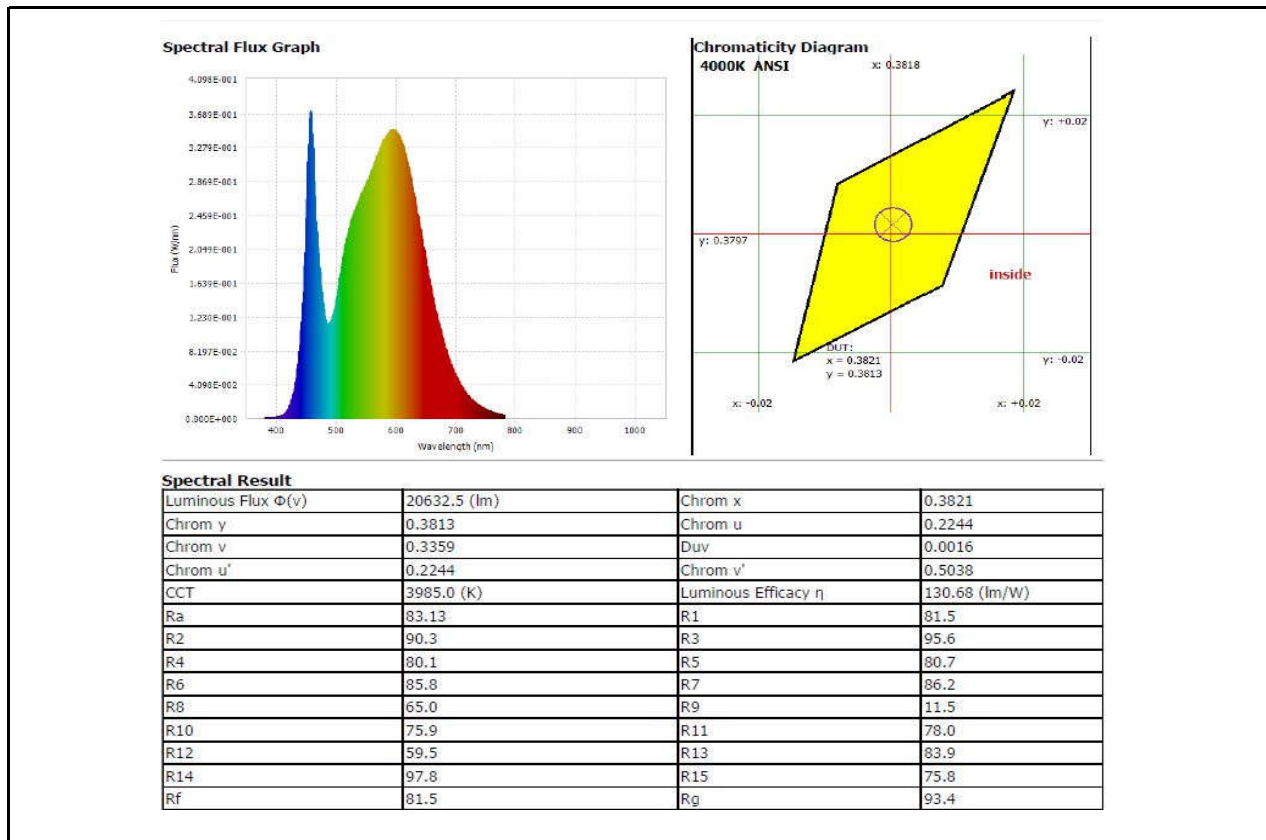 Spectral Flux Graph
4.098E-001
3.689E-001
3.279E-001
2.869E-001
2.459E-001
2.049E-001
1.639E-001
1.230E-001
8.197E-002
4.098E-002
0.000E+000
Flux (W/nm)
400 500 600 700 800 900 1000
Wavelength (nm)
Chromaticity Diagram
4000K ANSI
x: 0.3818
y: +0.02
y: 0.3797
inside
DUT:
x = 0.3821
y = 0.3813
y: -0.02
x: -0.02
x: +0.02
Spectral Result
Luminous Flux Φ(v) 20632.5 (lm) Chrom x 0.3821
Chrom y 0.3813 Chrom u 0.2244
Chrom v 0.3359 Duv 0.0016
Chrom u' 0.2244 Chrom v' 0.5038
CCT 3985.0 (K) Luminous Efficacy η 130.68 (lm/W)
Ra 83.13 R1 81.5
R2 90.3 R3 95.6
R4 80.1 R5 80.7
R6 85.8 R7 86.2
R8 65.0 R9 11.5
R10 75.9 R11 78.0
R12 59.5 R13 83.9
R14 97.8 R15 75.8
Rf 81.5 Rg 93.4